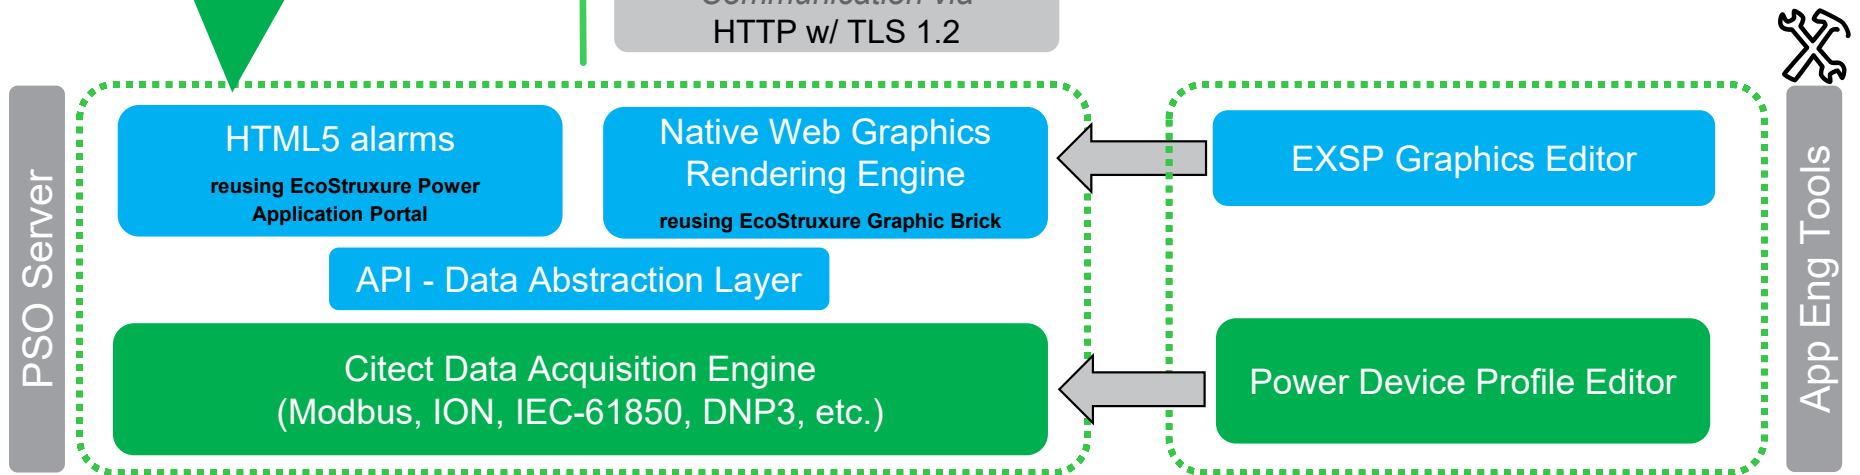 Communication via
HTTP w/ TLS 1.2
PSO Server
HTML5 alarms
reusing EcoStruxure Power
Application Portal
Native Web Graphics
Rendering Engine
reusing EcoStruxure Graphic Brick
API - Data Abstraction Layer
Citect Data Acquisition Engine
(Modbus, ION, IEC-61850, DNP3, etc.)
EXSP Graphics Editor
Power Device Profile Editor
App Eng Tools